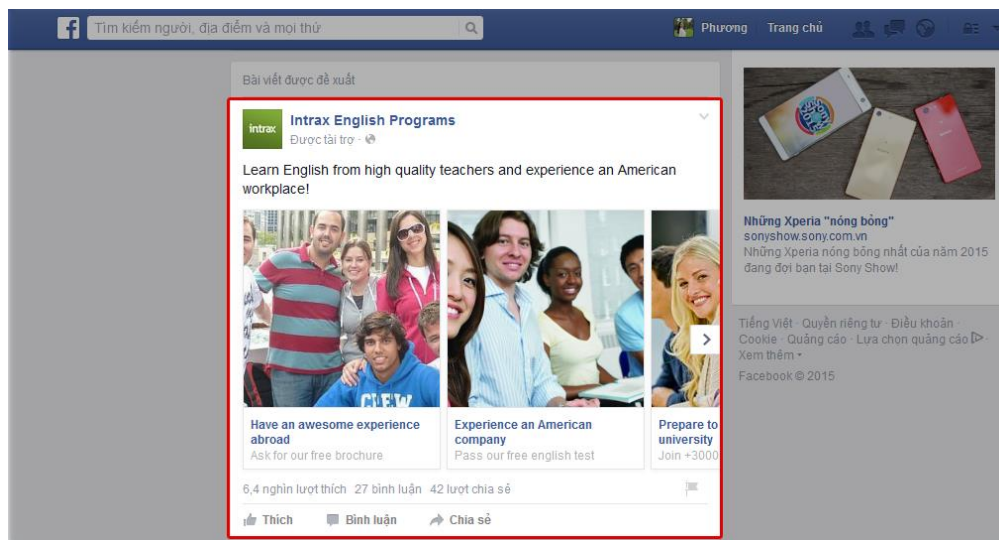 f
Tìm kiếm người, địa điểm và mọi thứ
Phương
Trang chủ
Bài viết được đề xuất
intrax
Intrax English Programs
Được tài trợ ·
Learn English from high quality teachers and experience an American
workplace!
CREW
Have an awesome experience
abroad
Ask for our free brochure
Experience an American
company
Pass our free english test
Prepare to
university
Join +3000
6,4 nghìn lượt thích 27 bình luận 42 lượt chia sẻ
Thích
Bình luận
Chia sẻ
Những Xperia "nóng bỏng"
sonyshow.sony.com.vn
Những Xperia nóng bỏng nhất của năm 2015
đang đợi bạn tại Sony Show!
Tiếng Việt · Quyền riêng tư · Điều khoản ·
Cookie · Quảng cáo · Lựa chọn quảng cáo ·
Xem thêm
Facebook © 2015